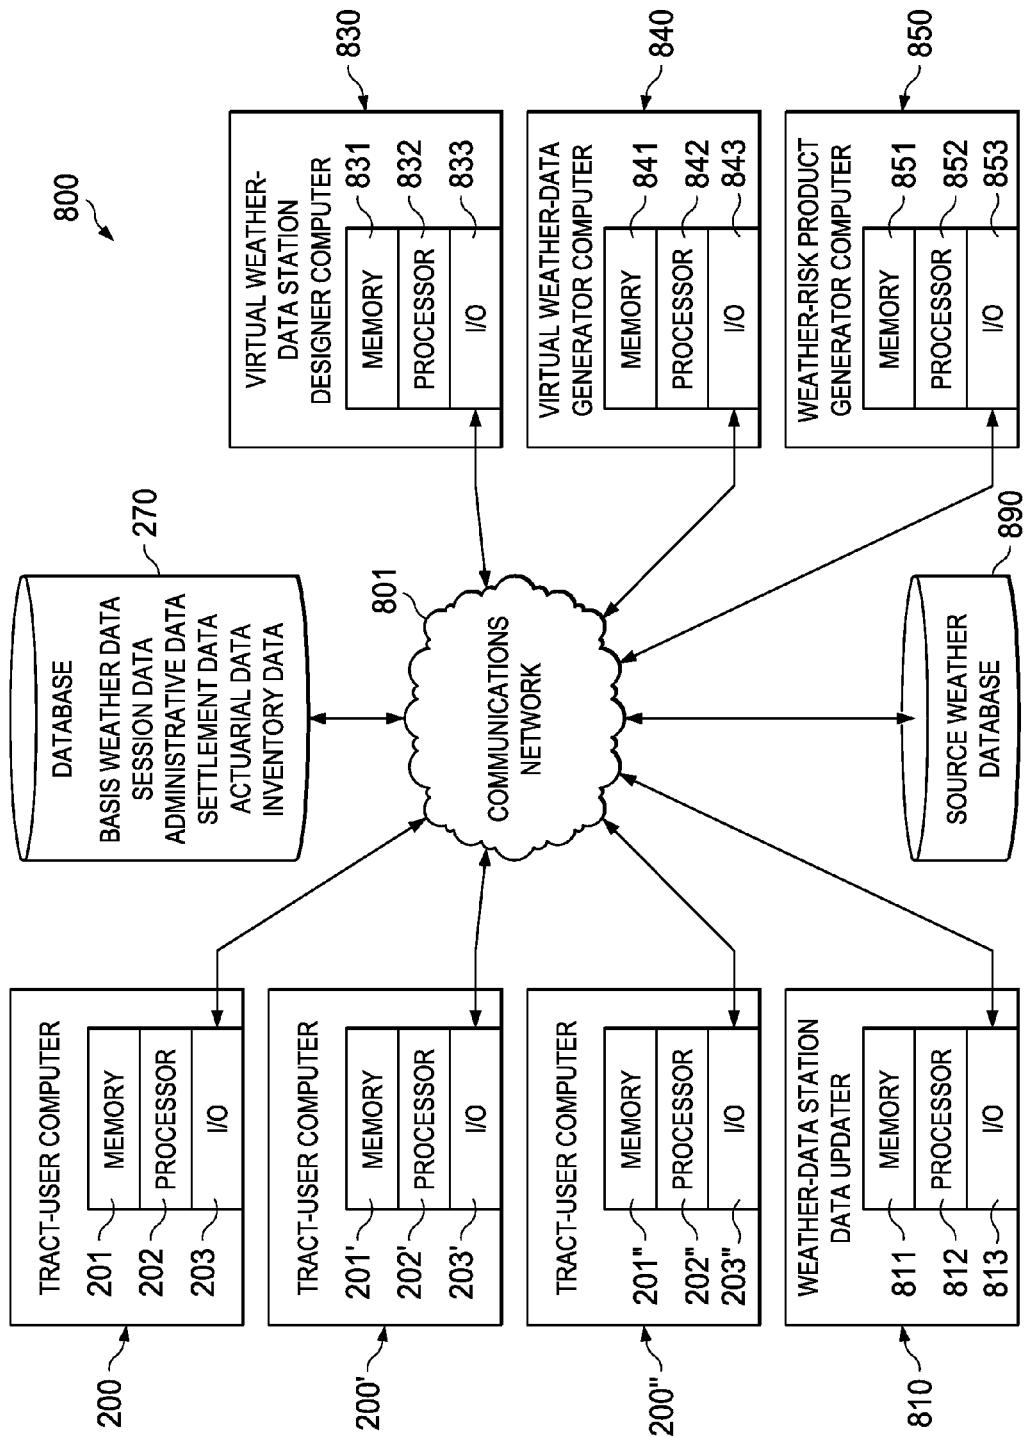 800
TRACT-USER COMPUTER
201
MEMORY
202
PROCESSOR
203
I/O
200
TRACT-USER COMPUTER
201'
MEMORY
202'
PROCESSOR
203'
I/O
200'
TRACT-USER COMPUTER
201"
MEMORY
202"
PROCESSOR
203"
I/O
200"
WEATHER-DATA STATION
DATA UPDATER
811
MEMORY
812
PROCESSOR
813
I/O
810
DATABASE
BASIS WEATHER DATA
SESSION DATA
ADMINISTRATIVE DATA
SETTLEMENT DATA
ACTUARIAL DATA
INVENTORY DATA
270
801
COMMUNICATIONS
NETWORK
SOURCE WEATHER
DATABASE
890
VIRTUAL WEATHER-
DATA STATION
DESIGNER COMPUTER
MEMORY
831
PROCESSOR
832
I/O
833
830
VIRTUAL WEATHER-DATA
GENERATOR COMPUTER
MEMORY
841
PROCESSOR
842
I/O
843
840
WEATHER-RISK PRODUCT
GENERATOR COMPUTER
MEMORY
851
PROCESSOR
852
I/O
853
850